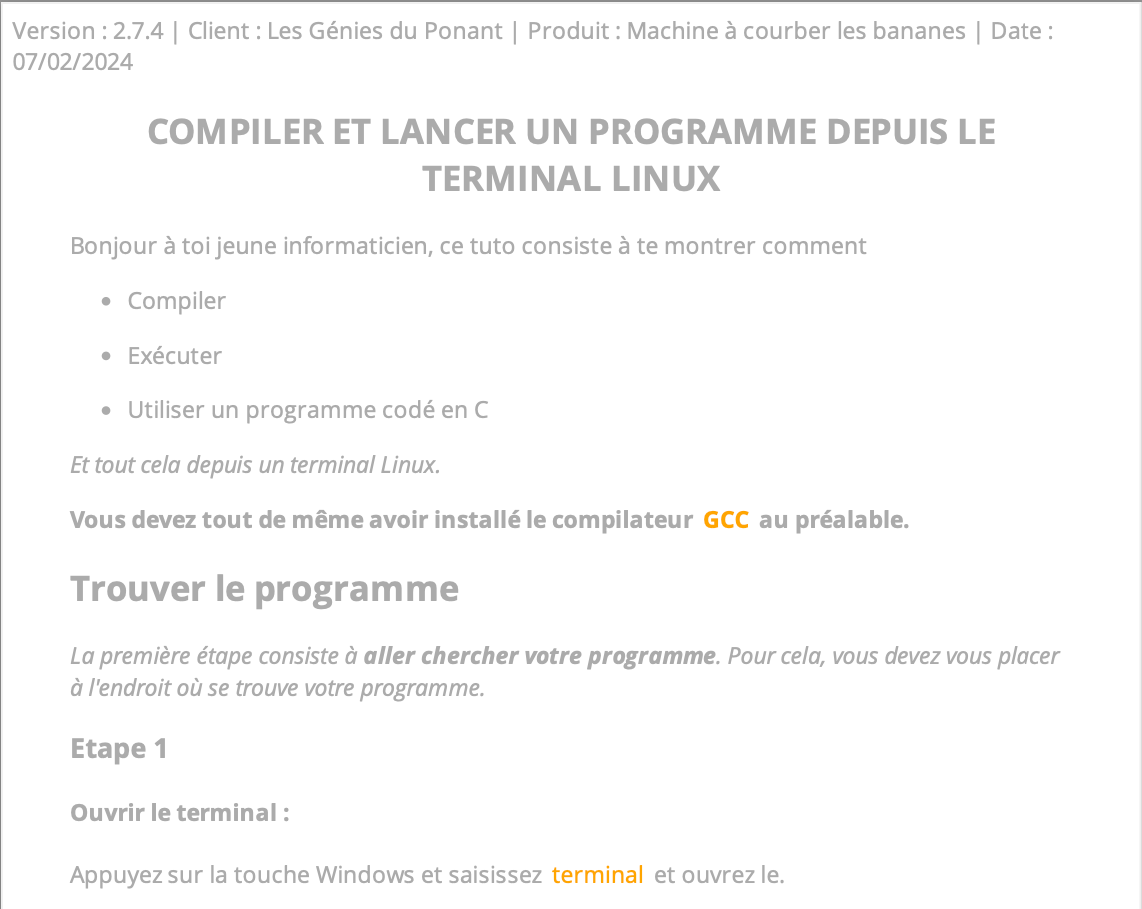 Version : 2.7.4 | Client : Les Génies du Ponant | Produit : Machine à courber les bananes | Date :
07/02/2024
COMPILER ET LANCER UN PROGRAMME DEPUIS LE
TERMINAL LINUX
Bonjour à toi jeune informaticien, ce tuto consiste à te montrer comment
• Compiler
• Exécuter
• Utiliser un programme codé en C
Et tout cela depuis un terminal Linux.
Vous devez tout de même avoir installé le compilateur GCC au préalable.
Trouver le programme
La première étape consiste à aller chercher votre programme. Pour cela, vous devez vous placer
à l'endroit où se trouve votre programme.
Etape 1
Ouvrir le terminal :
Appuyez sur la touche Windows et saisissez terminal et ouvrez le.